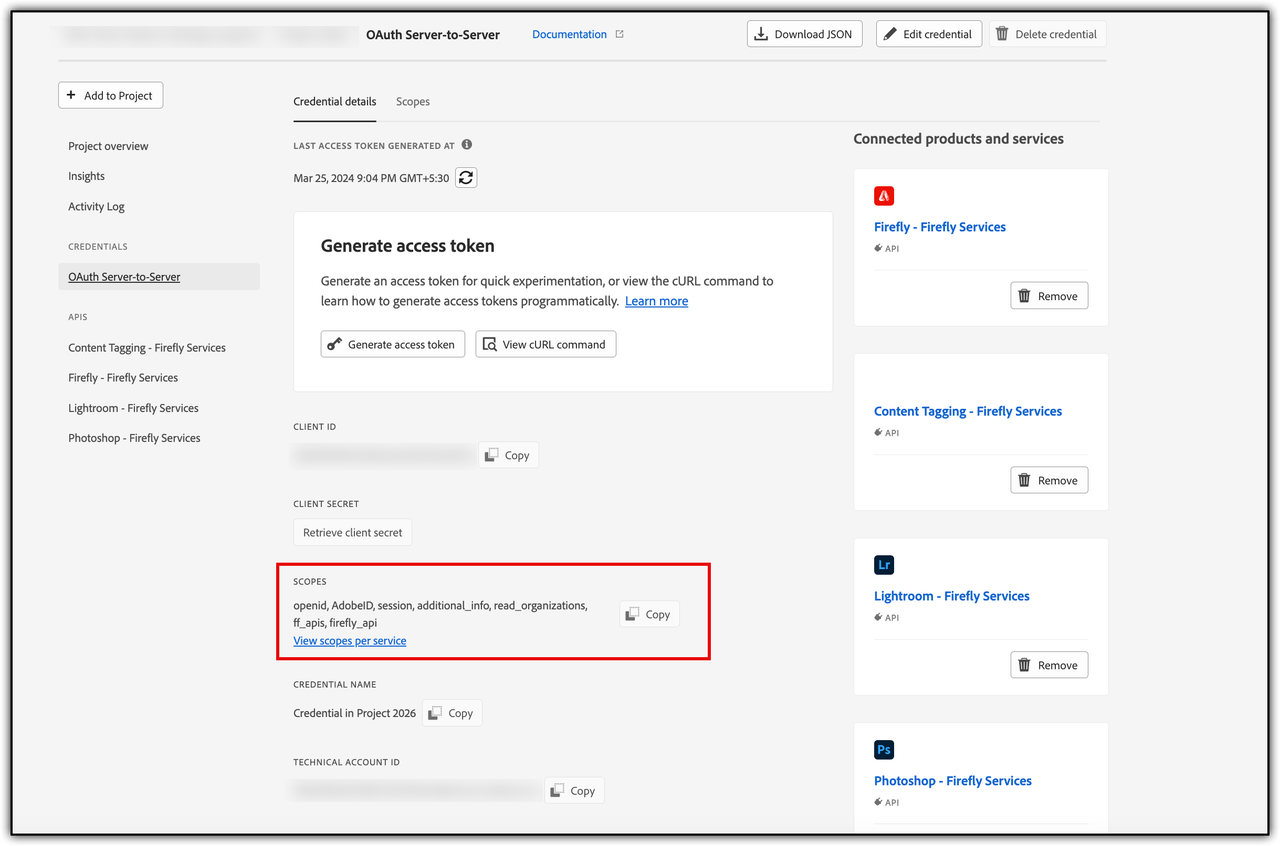 OAuth Server-to-Server
Documentation
Download JSON
Edit credential
Delete credential
Add to Project
Project overview
Insights
Activity Log
CREDENTIALS
OAuth Server-to-Server
APIS
Content Tagging - Firefly Services
Firefly - Firefly Services
Lightroom - Firefly Services
Photoshop - Firefly Services
Credential details
Scopes
LAST ACCESS TOKEN GENERATED AT
Mar 25, 2024 9:04 PM GMT+5:30
Generate access token
Generate an access token for quick experimentation, or view the cURL command to
learn how to generate access tokens programmatically. Learn more
Generate access token
View cURL command
CLIENT ID
Copy
CLIENT SECRET
Retrieve client secret
SCOPES
openid, AdobeID, session, additional_info, read_organizations,
ff_apis, firefly_api
Copy
View scopes per service
CREDENTIAL NAME
Credential in Project 2026
Copy
TECHNICAL ACCOUNT ID
Copy
Connected products and services
Firefly - Firefly Services
API
Remove
Content Tagging - Firefly Services
API
Remove
Lr
Lightroom - Firefly Services
API
Remove
Ps
Photoshop - Firefly Services
API